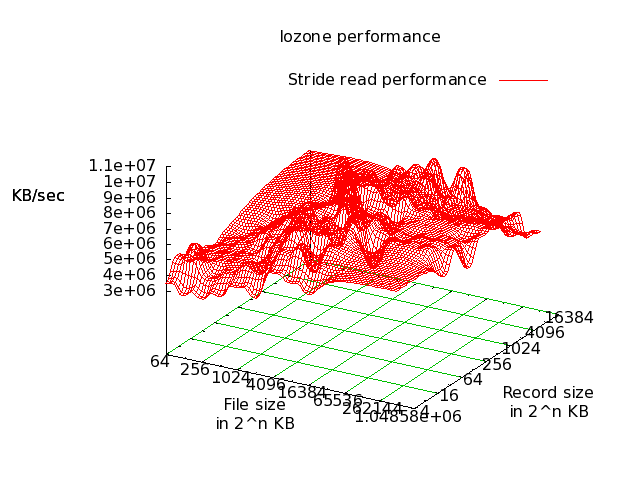 Iozone performance
Stride read performance
KB/sec
1.1e+07
1e+07
9e+06
8e+06
7e+06
6e+06
5e+06
4e+06
3e+06
64
256
1024
4096
16384
65536
262144
1.04858e+06
File size
in 2^n KB
4
16
64
256
1024
4096
16384
Record size
in 2^n KB